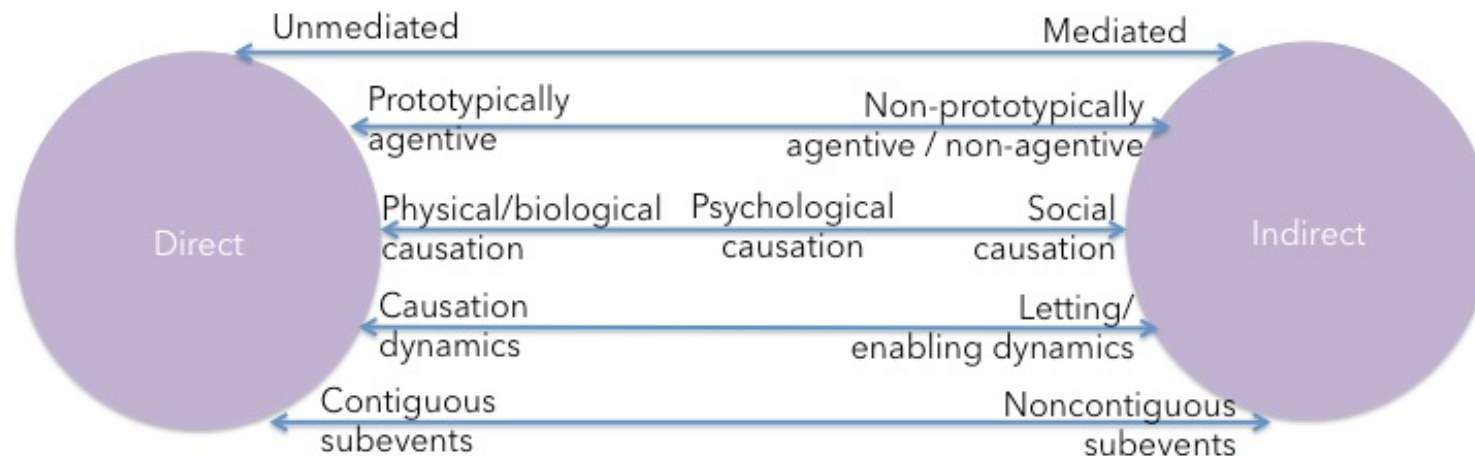 Unmediated
Mediated
Prototypically
agentive
Non-prototypically
agentive / non-agentive
Physical/biological
causation
Psychological
causation
Social
causation
Direct
Indirect
Causation
dynamics
Letting/
enabling dynamics
Contiguous
subevents
Noncontiguous
subevents